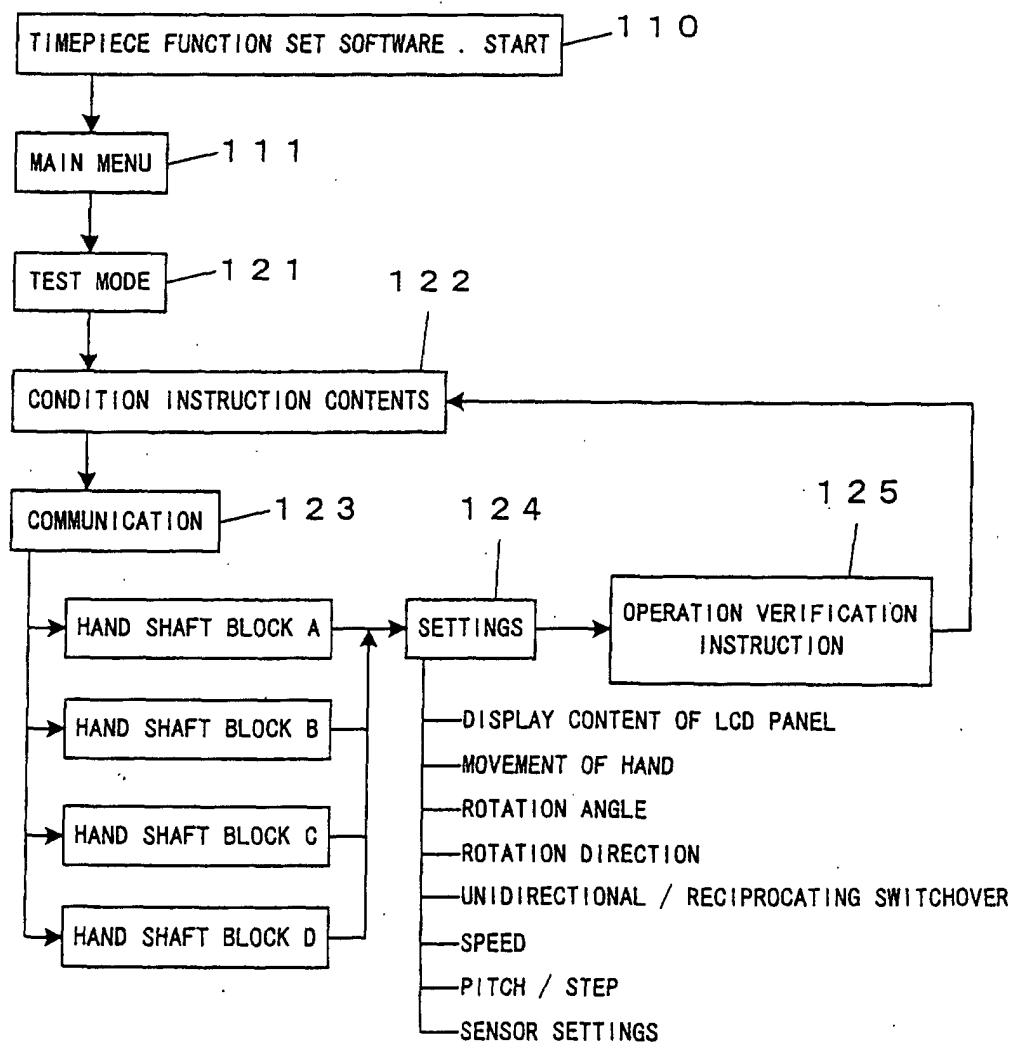 TIMEPIECE FUNCTION SET SOFTWARE . START
110
MAIN MENU
111
TEST MODE
121
122
CONDITION INSTRUCTION CONTENTS
COMMUNICATION
123
124
125
HAND SHAFT BLOCK A
SETTINGS
OPERATION VERIFICATION
INSTRUCTION
HAND SHAFT BLOCK B
HAND SHAFT BLOCK C
HAND SHAFT BLOCK D
DISPLAY CONTENT OF LCD PANEL
MOVEMENT OF HAND
ROTATION ANGLE
ROTATION DIRECTION
UNIDIRECTIONAL / RECIPROCATING SWITCHOVER
SPEED
PITCH / STEP
SENSOR SETTINGS